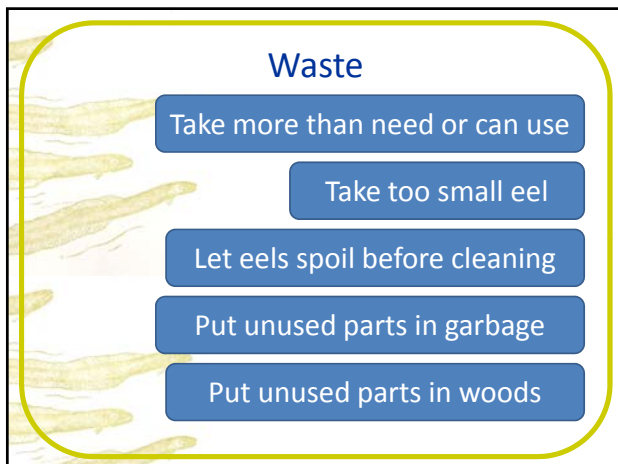 Waste
Take more than need or can use
Take too small eel
Let eels spoil before cleaning
Put unused parts in garbage
Put unused parts in woods